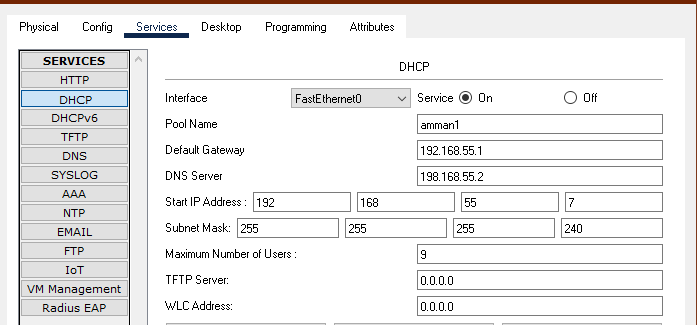 Physical Config Services Desktop Programming Attributes
SERVICES
HTTP
DHCP
DHCPv6
TFTP
DNS
SYSLOG
AAA
NTP
EMAIL
FTP
IoT
VM Management
Radius EAP
DHCP
Interface FastEthernet0 Service On Off
Pool Name amman1
Default Gateway 192.168.55.1
DNS Server 198.168.55.2
Start IP Address : 192 168 55 7
Subnet Mask: 255 255 255 240
Maximum Number of Users : 9
TFTP Server: 0.0.0.0
WLC Address: 0.0.0.0